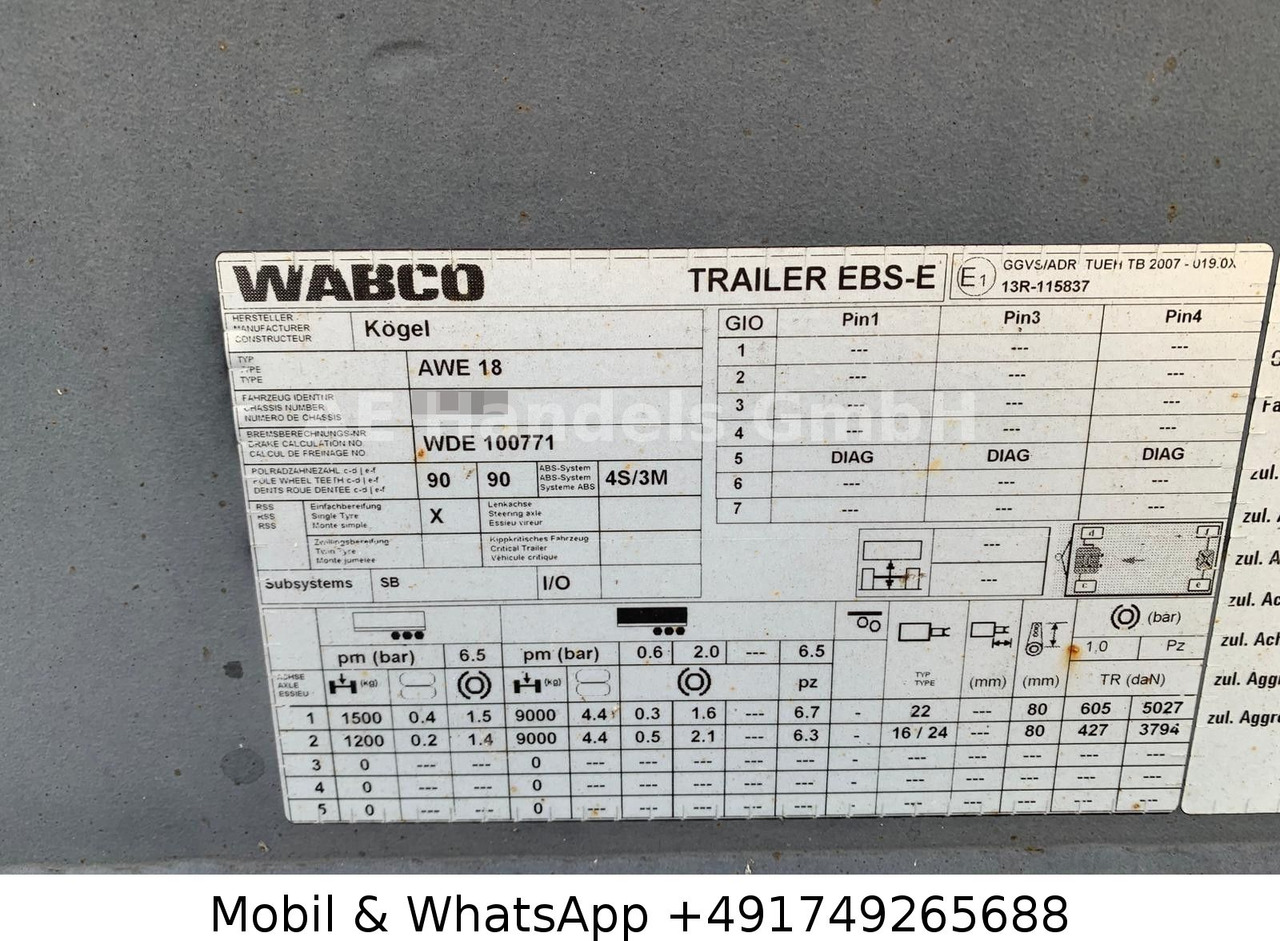 WABCO
TRAILER EBS-E
E1
GGVS/ADR TUEH TB 2007 - 019.0X
13R-115837
HERSTELLER
MANUFACTURER
CONSTRUCTEUR
Kögel
TYP
TYPE
TYPE
AWE 18
FAHRZEUG IDENTNR
CHASSIS NUMBER
NUMERO DE CHASSIS
E Handels GmbH
BREMSBERECHNUNGS-NR
BRAKE CALCULATION NO
CALCUL DE FREINAGE NO
WDE 100771
POLRADZAHNEZAHL c-d | e-f
POLE WHEEL TEETH c-d | e-f
DENTS ROUE DENTEE c-d | e-f
90 90
ABS-System
ABS-System
Systeme ABS
4S/3M
RSS
RSS
RSS
Einfachbereifung
Single Tyre
Monte simple
X
Lenkachse
Steering axle
Essieu vireur
Zwillingsbereifung
Twin Tyre
Monte jumelee
Kippkritisches Fahrzeug
Critical Trailer
Véhicule critique
Subsystems SB I/O
GIO Pin1 Pin3 Pin4
1 --- --- ---
2 --- --- ---
3 --- --- ---
4 --- --- ---
5 DIAG DIAG DIAG
6 --- --- ---
7 --- --- ---
---
---
d f
c e
pm (bar) 6.5 pm (bar) 0.6 2.0 --- 6.5
(bar)
1,0 Pz
ACHSE
AXLE
ESSIEU
(kg) (kg) pz
TYP
TYPE
(mm) (mm) TR (daN)
1 1500 0.4 1.5 9000 4.4 0.3 1.6 --- 6.7 - 22 --- 80 605 5027
2 1200 0.2 1.4 9000 4.4 0.5 2.1 --- 6.3 - 16 / 24 --- 80 427 3794
3 0 --- --- 0 --- --- --- --- --- - --- --- --- --- ---
4 0 --- --- 0 --- --- --- --- --- - --- --- --- --- ---
5 0 --- --- 0 --- --- --- --- --- - --- --- --- --- ---
Fa
zul.
zul. A
zul. A
zul. Ac
zul. Ach
zul. Aggr
zul. Aggre
Mobil & WhatsApp +491749265688